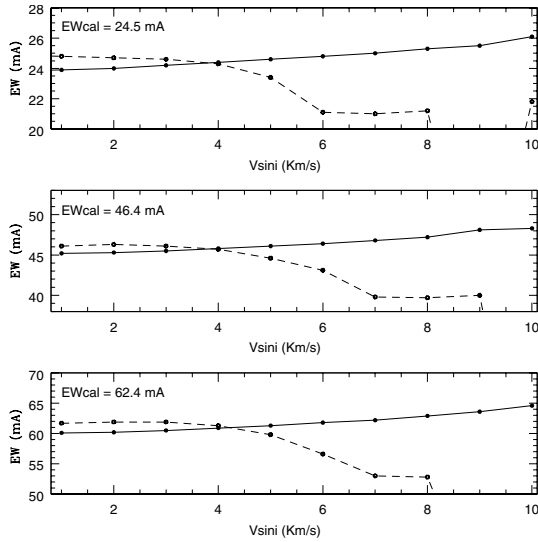 28
26
24
22
20
EW (mA)
EWcal = 24.5 mA
2 4 6 8 10
Vsini (Km/s)
50
45
40
EW (mA)
EWcal = 46.4 mA
2 4 6 8 10
Vsini (Km/s)
70
65
60
55
50
EW (mA)
EWcal = 62.4 mA
2 4 6 8 10
Vsini (Km/s)